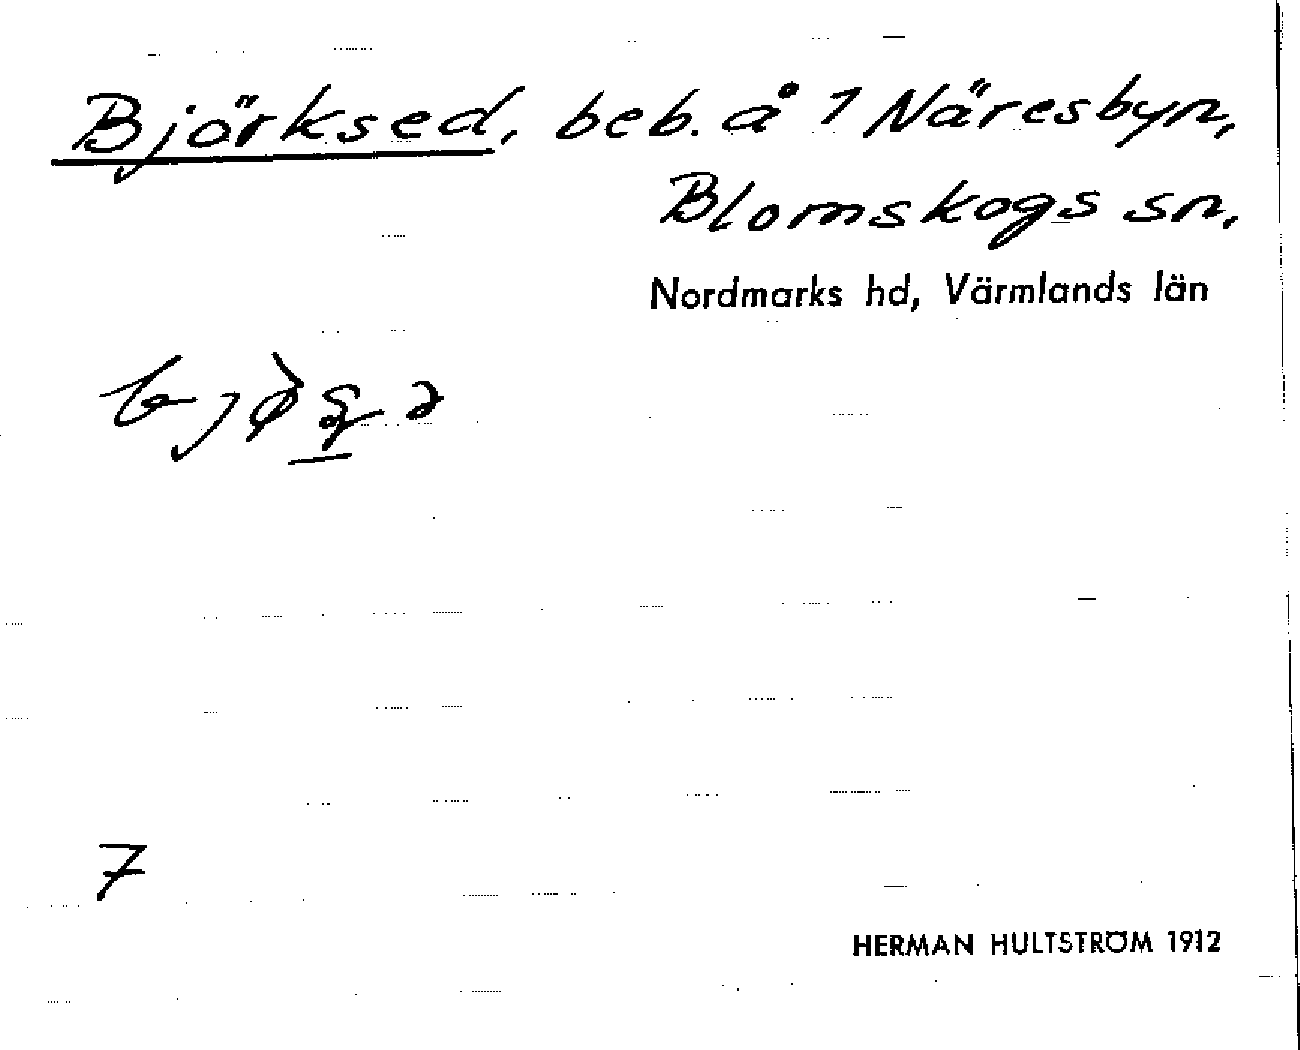 Björksed, beb. å 1 Näresbyn,
Blomskogs sn,
Nordmarks hd, Värmlands län
7
HERMAN HULTSTRÖM 1912